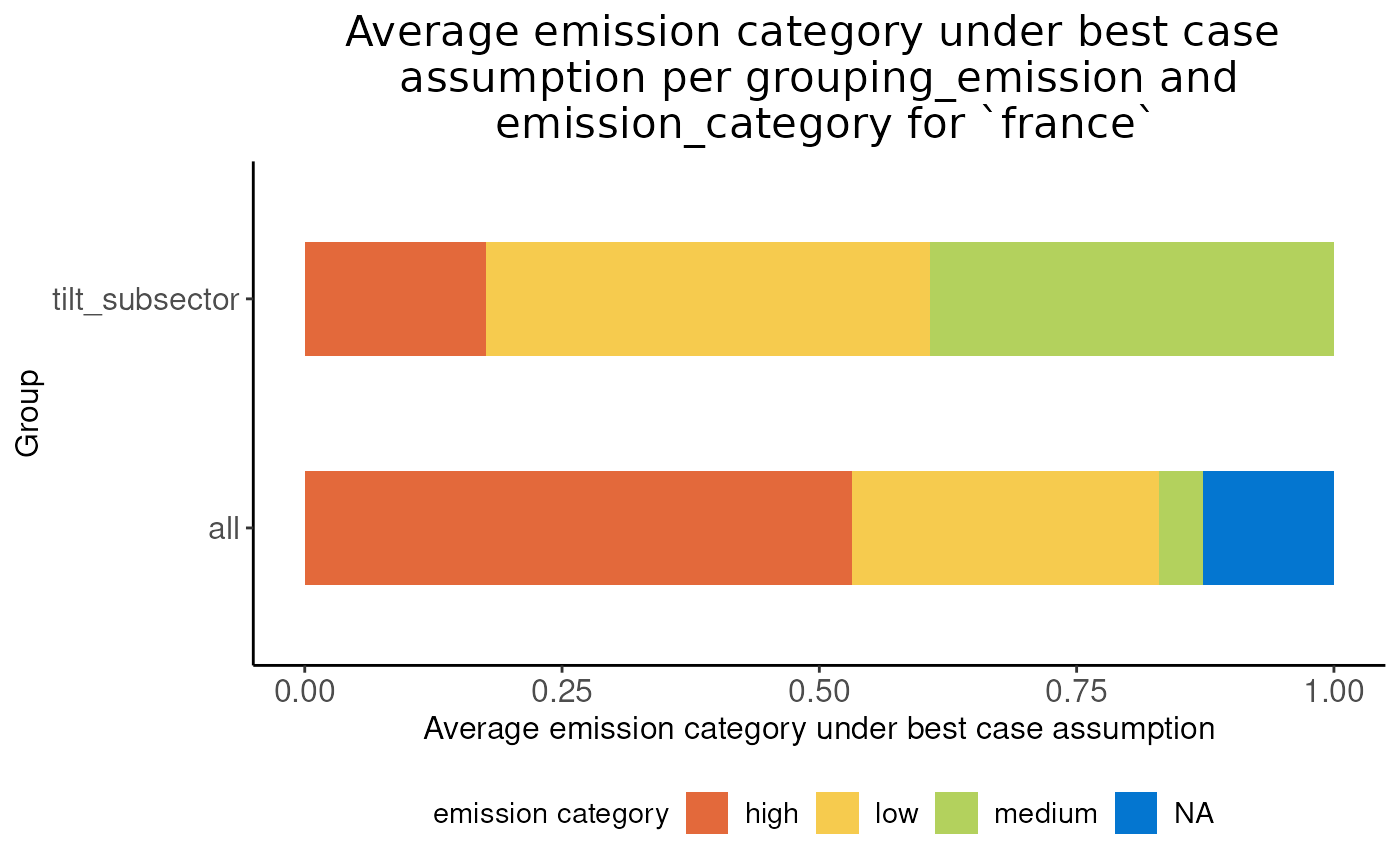 Average emission category under best case
assumption per grouping_emission and
emission_category for `france`
Group
tilt_subsector
all
0.00 0.25 0.50 0.75 1.00
Average emission category under best case assumption
emission category high low medium NA